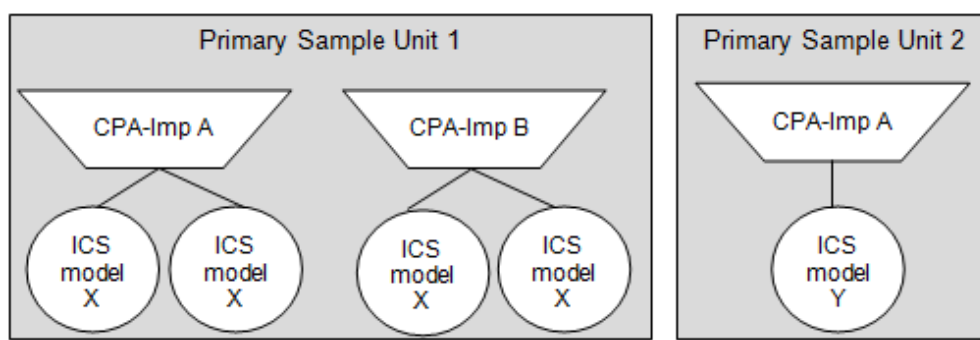 Primary Sample Unit 1
CPA-Imp A
CPA-Imp B
ICS
model
X
ICS
model
X
ICS
model
X
ICS
model
X
Primary Sample Unit 2
CPA-Imp A
ICS
model
Y